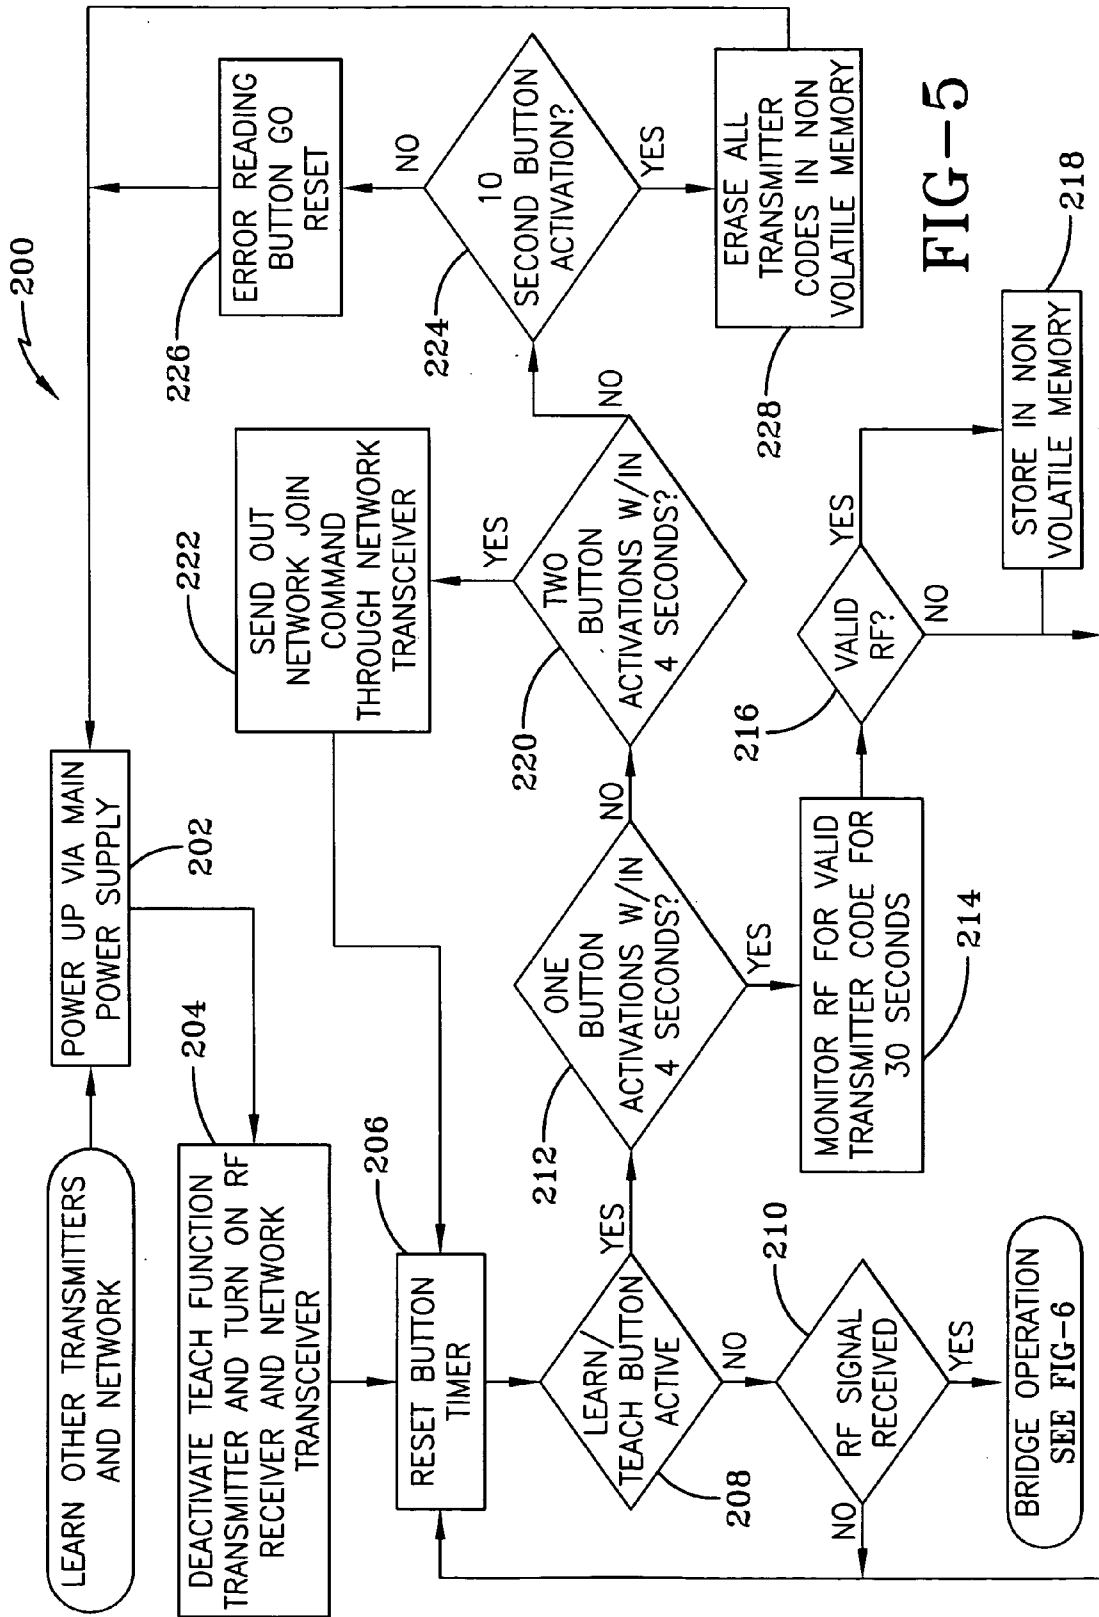 200
LEARN OTHER TRANSMITTERS
AND NETWORK
POWER UP VIA MAIN
POWER SUPPLY
202
204
DEACTIVATE TEACH FUNCTION
TRANSMITTER AND TURN ON RF
RECEIVER AND NETWORK
TRANSCEIVER
206
RESET BUTTON
TIMER
LEARN/
TEACH BUTTON
ACTIVE
208
YES
NO
210
RF SIGNAL
RECEIVED
NO
YES
BRIDGE OPERATION
SEE FIG-6
212
ONE
BUTTON
ACTIVATIONS W/IN
4 SECONDS?
NO
YES
MONITOR RF FOR VALID
TRANSMITTER CODE FOR
30 SECONDS
214
216
VALID
RF?
YES
NO
STORE IN NON
VOLATILE MEMORY
218
220
TWO
BUTTON
ACTIVATIONS W/IN
4 SECONDS?
YES
NO
222
SEND OUT
NETWORK JOIN
COMMAND
THROUGH NETWORK
TRANSCEIVER
224
10
SECOND BUTTON
ACTIVATION?
NO
YES
226
ERROR READING
BUTTON GO
RESET
228
ERASE ALL
TRANSMITTER
CODES IN NON
VOLATILE MEMORY
FIG-5